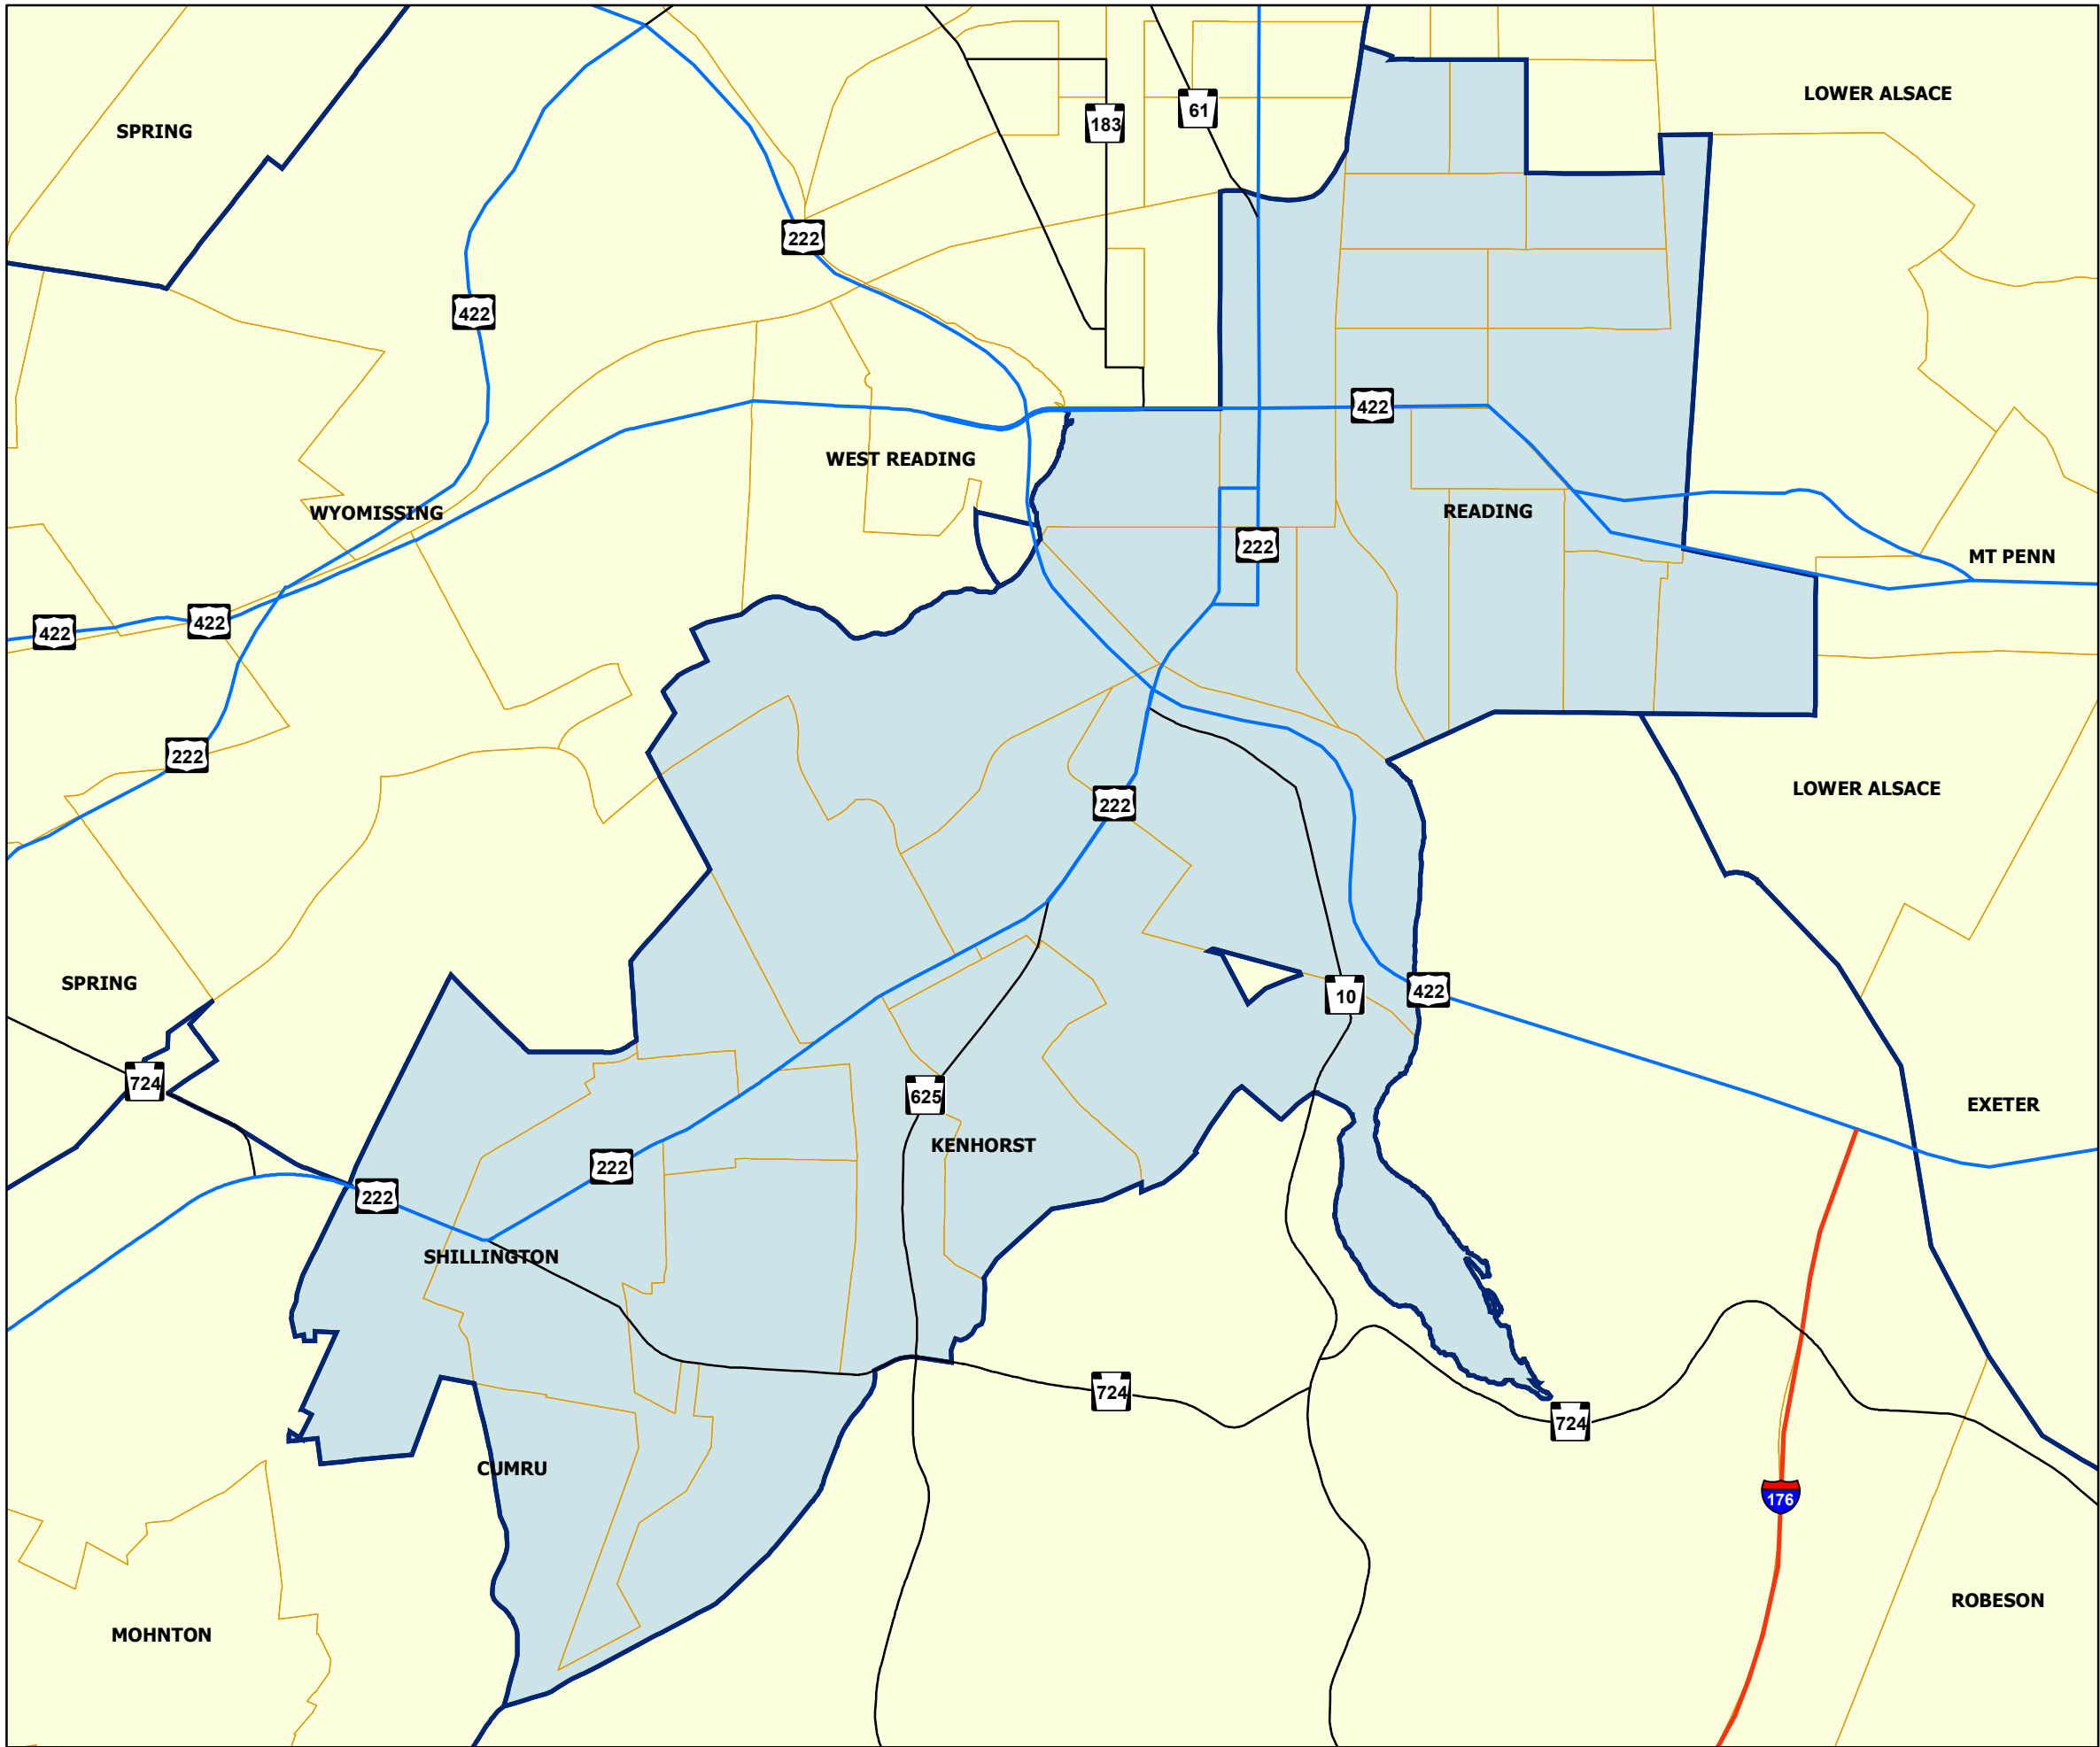 LOWER ALSACE
61
183
SPRING
222
422
422
WEST READING
WYOMISSING
READING
222
MT PENN
422
422
222
LOWER ALSACE
222
SPRING
422
10
724
625
EXETER
KENHORST
222
222
SHILLINGTON
724
724
CUMRU
176
ROBESON
MOHNTON